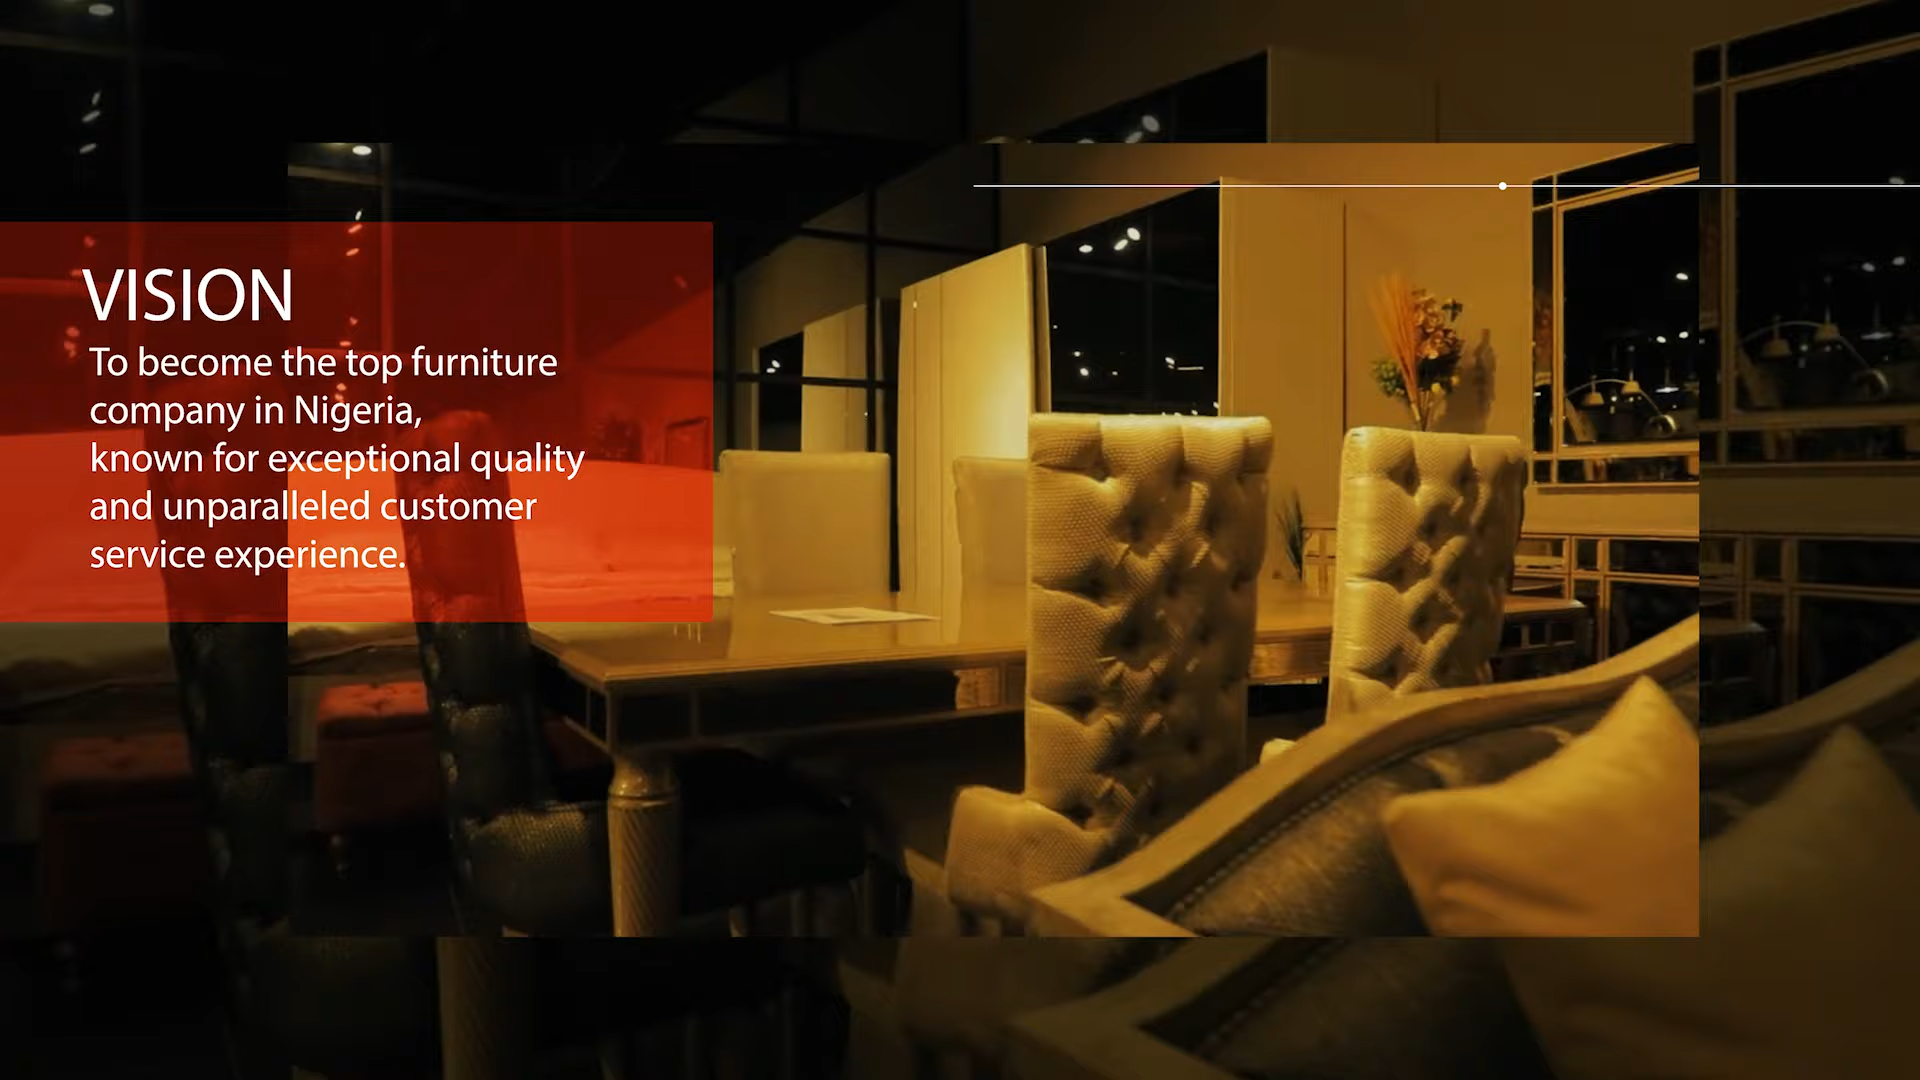 VISION
To become the top furniture
company in Nigeria,
known for exceptional quality
and unparalleled customer
service experience.